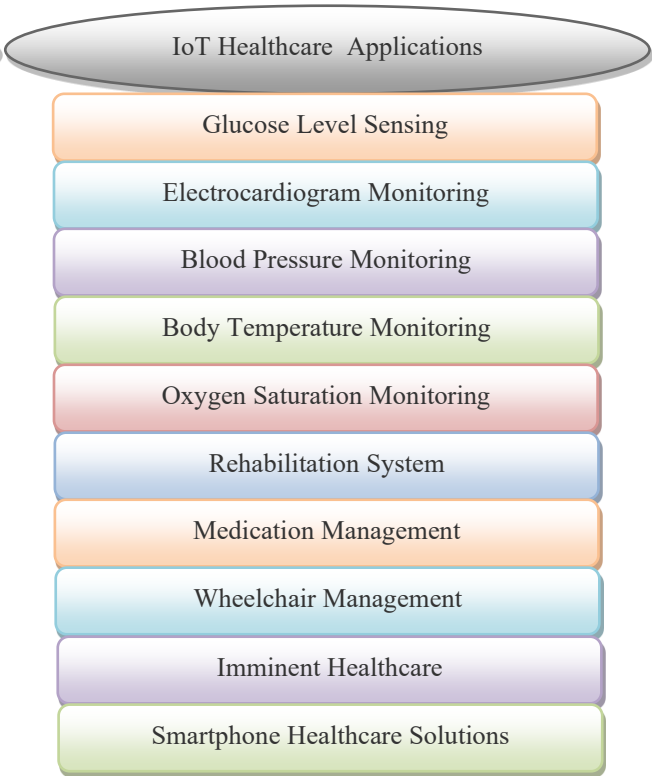 IoT Healthcare Applications
Glucose Level Sensing
Electrocardiogram Monitoring
Blood Pressure Monitoring
Body Temperature Monitoring
Oxygen Saturation Monitoring
Rehabilitation System
Medication Management
Wheelchair Management
Imminent Healthcare
Smartphone Healthcare Solutions